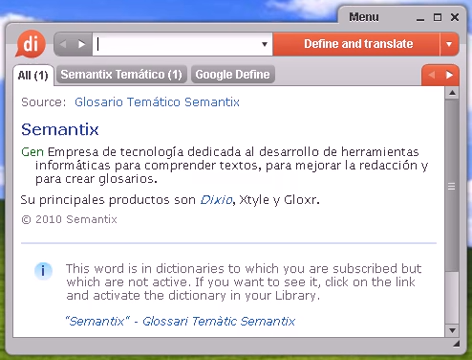 Menu
di
Define and translate
All (1)
Semantix Temático (1)
Google Define
Source: Glosario Temático Semantix
Semantix
Gen Empresa de tecnología dedicada al desarrollo de herramientas
informáticas para comprender textos, para mejorar la redacción y
para crear glosarios.
Su principales productos son Dixio, Xtyle y Gloxr.
© 2010 Semantix
i
This word is in dictionaries to which you are subscribed but
which are not active. If you want to see it, click on the link
and activate the dictionary in your Library.
"Semantix" - Glossari Temàtic Semantix